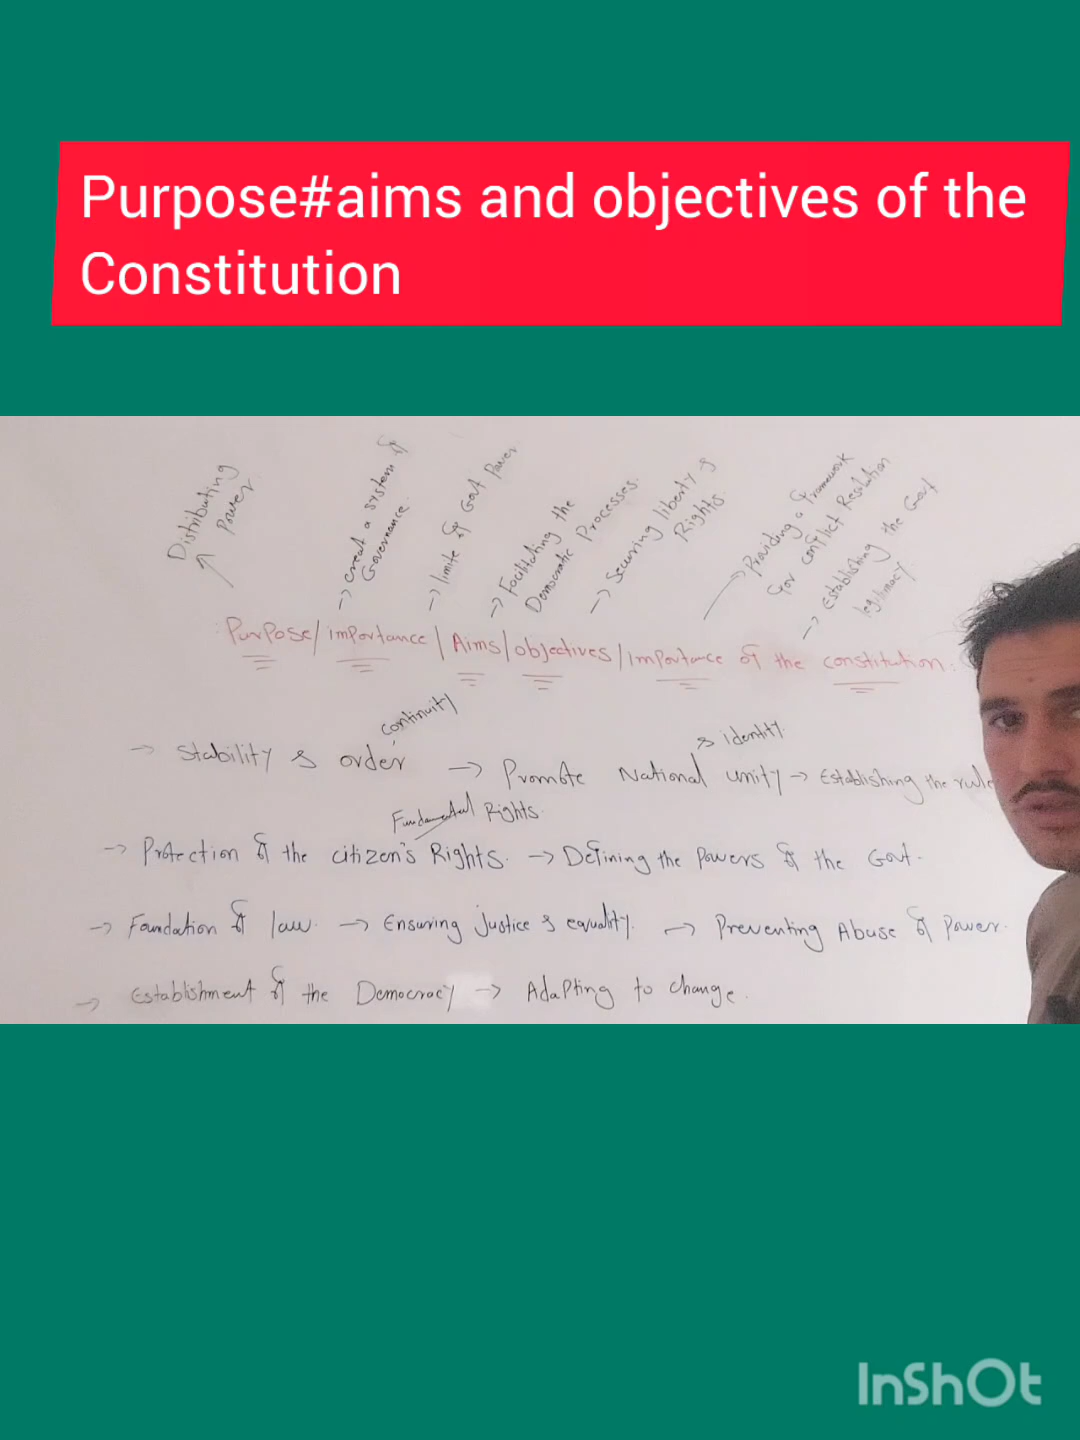 Purpose#aims and objectives of the
Constitution
Distributing
Power
→ creat a system of
Governance.
→ limite of Govt Power.
→ Facilitating the
Democratic Processes.
→ Securing liberty &
Rights.
→ Providing a framework
for conflict Resolution
→ Establishing the Govt
legitimacy.
Purpose/importance/Aims/objectives/importance of the constitution:
continuity
→ Stability & order → Promote National unity → Establishing the rule
& identity.
Fundamental Rights.
→ Protection of the citizen's Rights. → Defining the Powers of the Govt.
→ Foundation of law. → Ensuring justice & equality. → Preventing Abuse of Power.
→ Establishment of the Democracy → Adapting to change.
InShOt